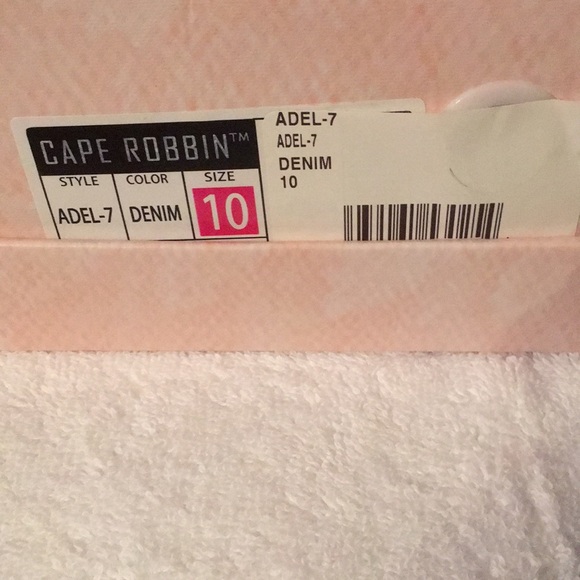 CAPE ROBBIN™
STYLE COLOR SIZE
ADEL-7 DENIM 10
ADEL-7
ADEL-7
DENIM
10